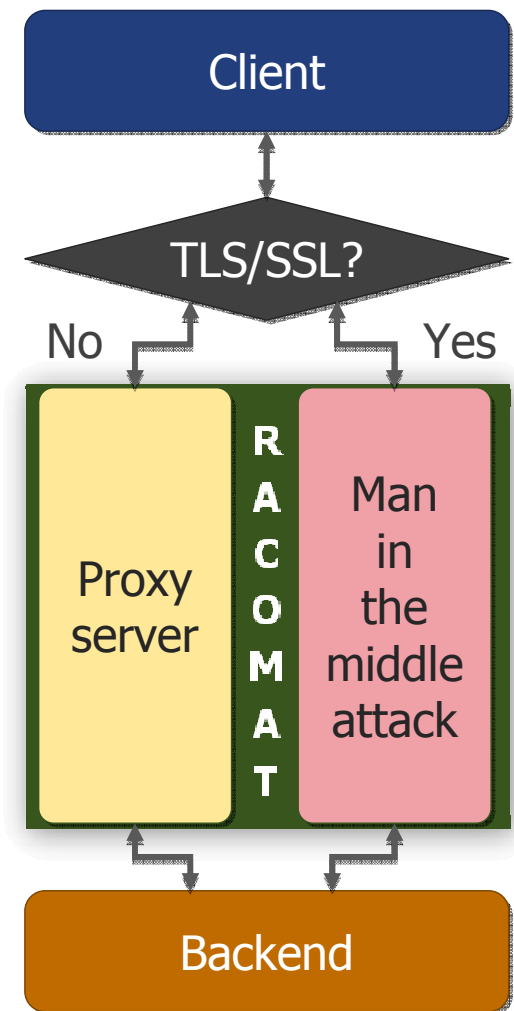 Client
TLS/SSL?
No
Yes
Proxy
server
R
A
C
O
M
A
T
Man
in
the
middle
attack
Backend